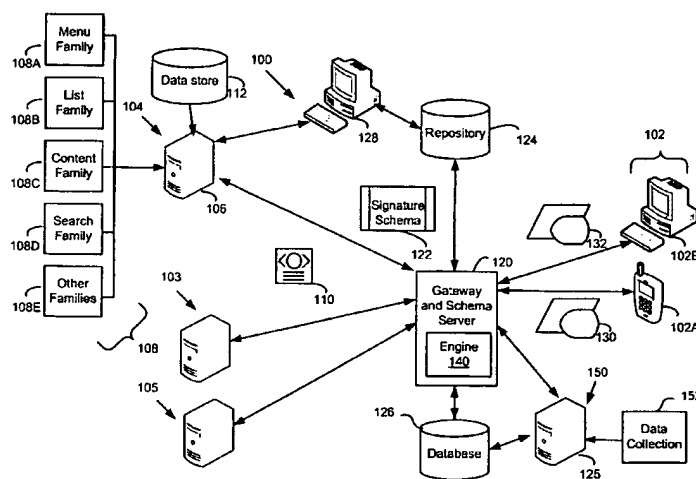 Menu
Family
108A
List
Family
108B
Content
Family
108C
Search
Family
108D
Other
Families
108E
108
Data store
112
104
106
100
128
Repository
124
Signature
Schema
122
110
102
102B
132
102A
130
120
Gateway
and Schema
Server
Engine
140
103
105
126
Database
150
125
Data
Collection